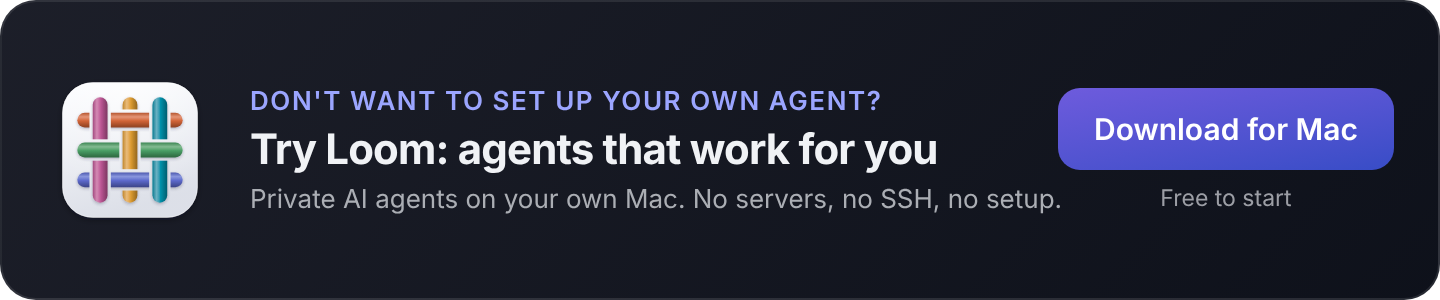 DON'T WANT TO SET UP YOUR OWN AGENT?
Try Loom: agents that work for you
Private AI agents on your own Mac. No servers, no SSH, no setup.
Download for Mac
Free to start